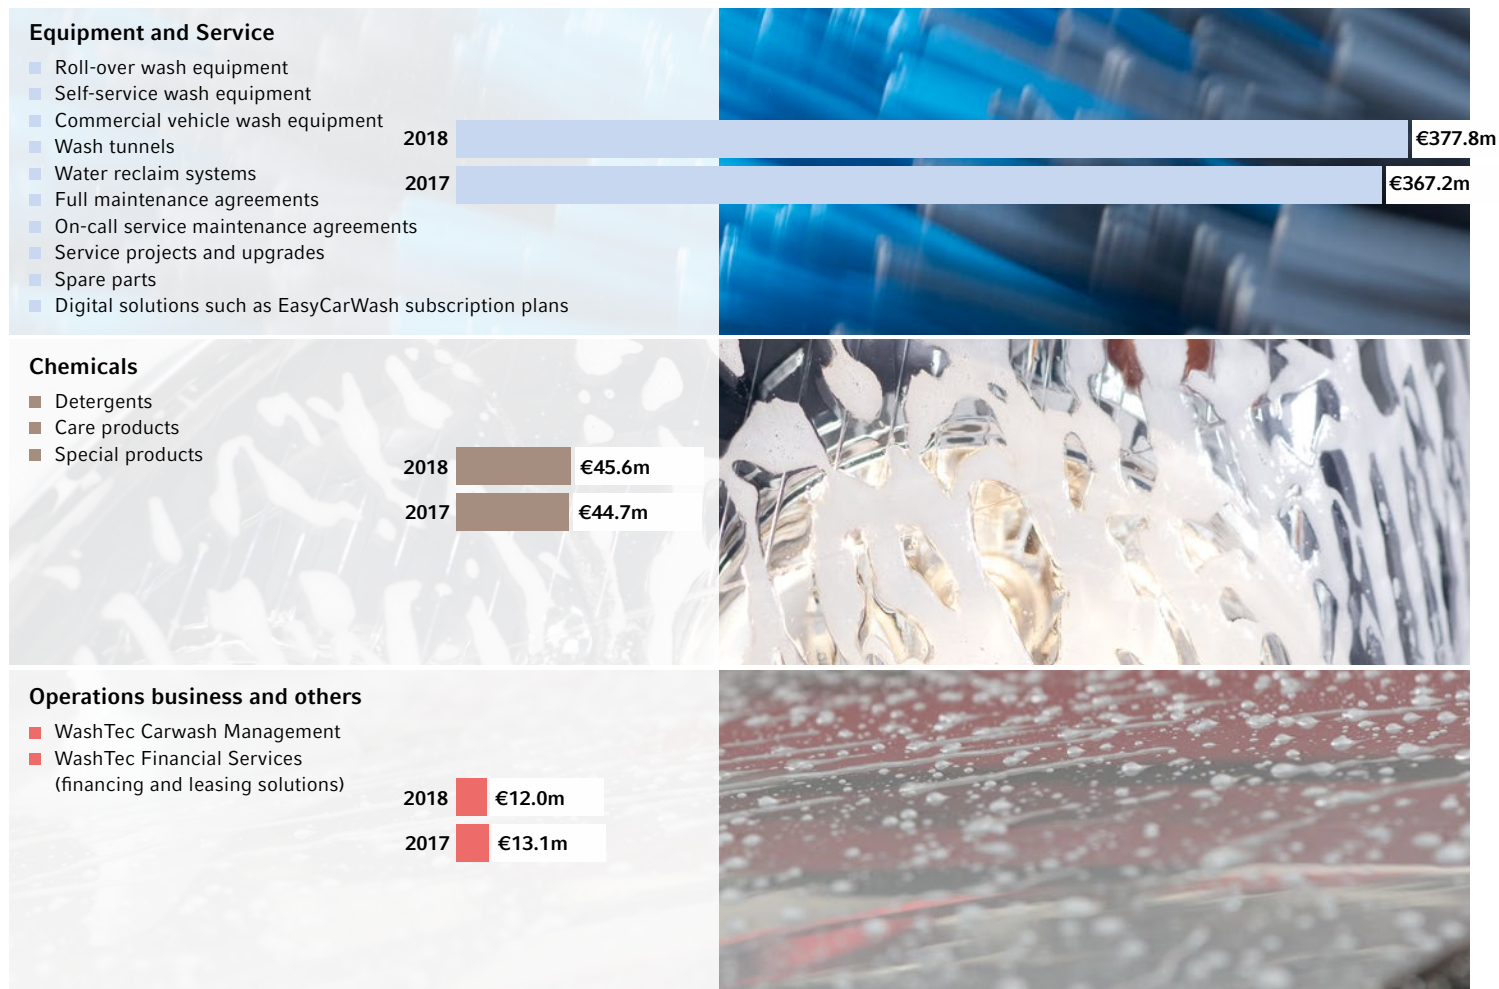 Equipment and Service
Roll-over wash equipment
Self-service wash equipment
Commercial vehicle wash equipment
Wash tunnels
Water reclaim systems
Full maintenance agreements
On-call service maintenance agreements
Service projects and upgrades
Spare parts
Digital solutions such as EasyCarWash subscription plans
2018 €377.8m
2017 €367.2m
Chemicals
Detergents
Care products
Special products
2018 €45.6m
2017 €44.7m
Operations business and others
WashTec Carwash Management
WashTec Financial Services
(financing and leasing solutions)
2018 €12.0m
2017 €13.1m